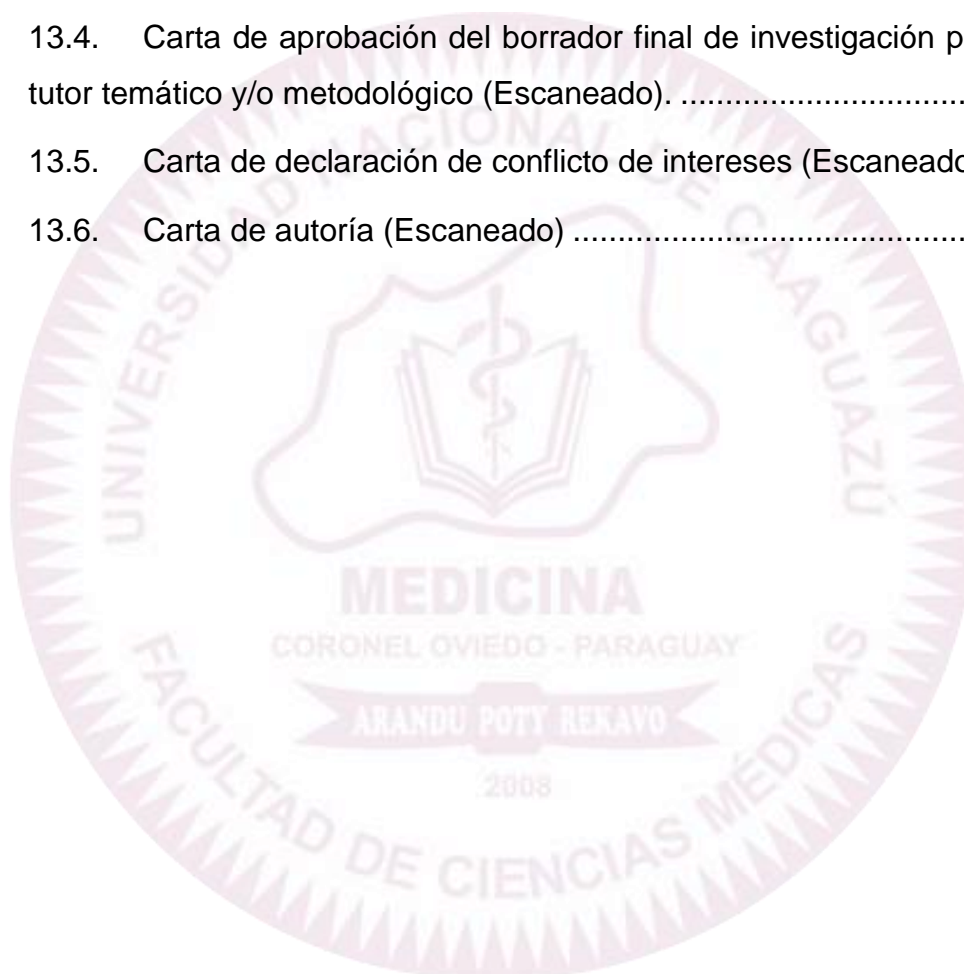 13.4. Carta de aprobación del borrador final de investigación p
tutor temático y/o metodológico (Escaneado). ................................
13.5. Carta de declaración de conflicto de intereses (Escaneado
13.6. Carta de autoría (Escaneado) ............................................
UNIVERSIDAD NACIONAL DE CAAGUAZÚ
MEDICINA
CORONEL OVIEDO - PARAGUAY
ARANDU POTY REKAVO
2008
FACULTAD DE CIENCIAS MÉDICAS